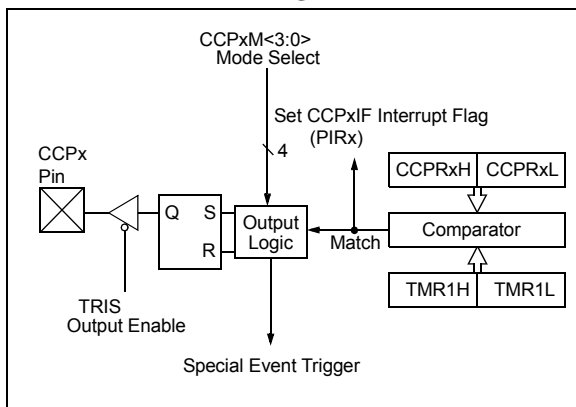 CCPxM<3:0>
Mode Select
Set CCPxIF Interrupt Flag
(PIRx)
4
CCPx
Pin
CCPRxH CCPRxL
Q S
R
Output
Logic
Match
Comparator
TMR1H TMR1L
TRIS
Output Enable
Special Event Trigger